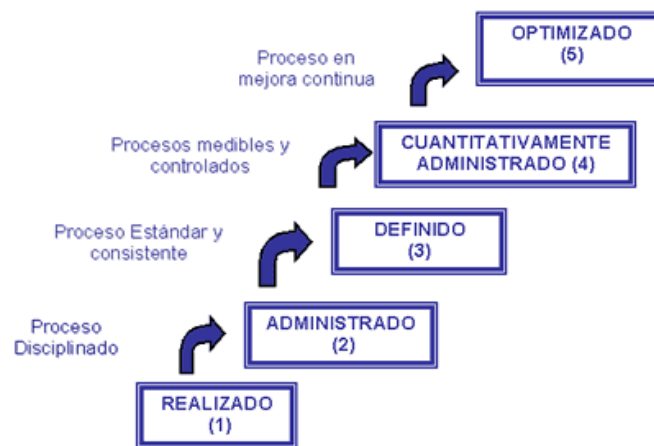 OPTIMIZADO
(5)
Proceso en
mejora continua
CUANTITATIVAMENTE
ADMINISTRADO (4)
Procesos medibles y
controlados
DEFINIDO
(3)
Proceso Estándar y
consistente
ADMINISTRADO
(2)
Proceso
Disciplinado
REALIZADO
(1)